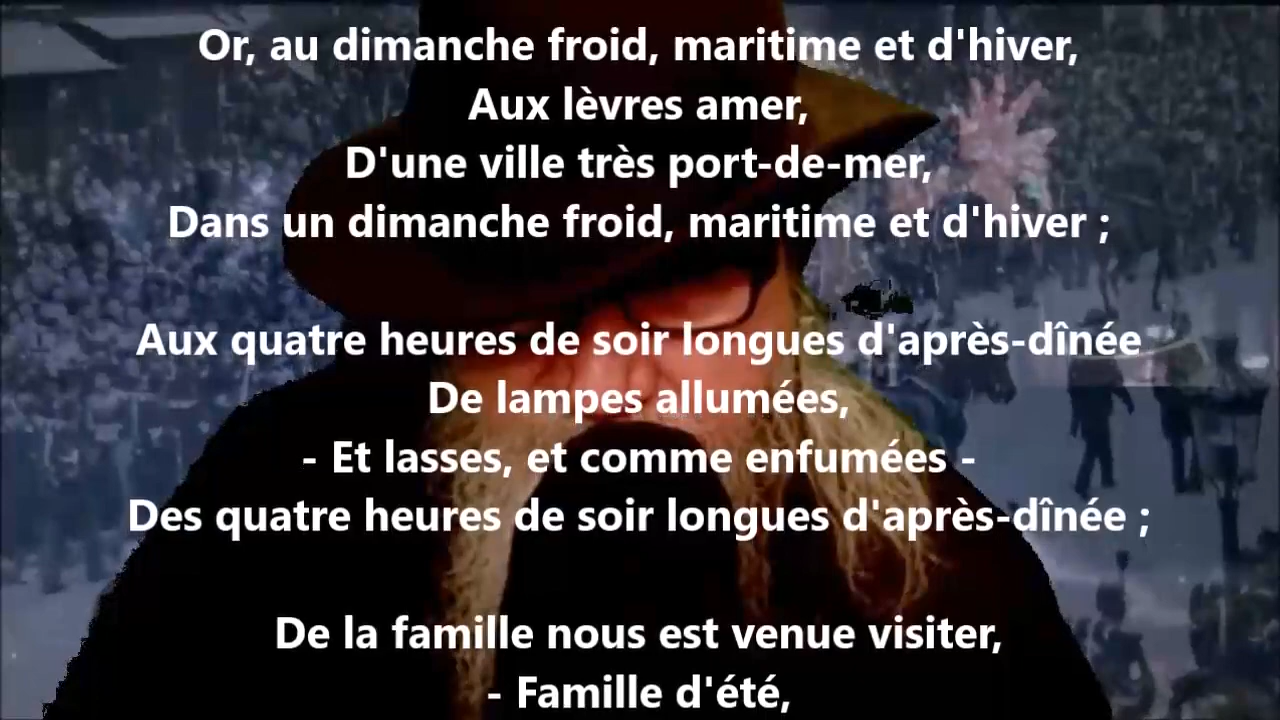 Or, au dimanche froid, maritime et d'hiver,
Aux lèvres amer,
D'une ville très port-de-mer,
Dans un dimanche froid, maritime et d'hiver ;
Aux quatre heures de soir longues d'après-dînée
De lampes allumées,
- Et lasses, et comme enfumées -
Des quatre heures de soir longues d'après-dînée ;
De la famille nous est venue visiter,
- Famille d'été,